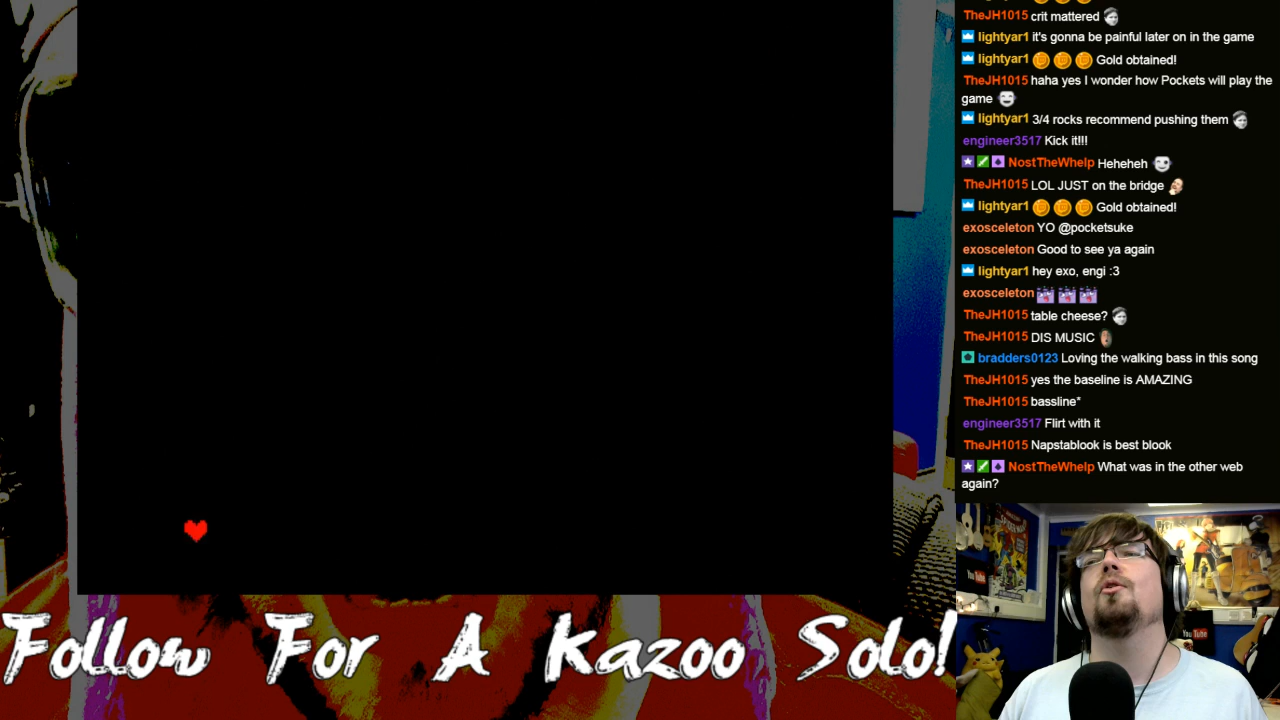 TheJH1015 crit mattered
lightyar1 it's gonna be painful later on in the game
lightyar1 Gold obtained!
TheJH1015 haha yes I wonder how Pockets will play the
game
lightyar1 3/4 rocks recommend pushing them
engineer3517 Kick it!!!
NostTheWhelp Heheheh
TheJH1015 LOL JUST on the bridge
lightyar1 Gold obtained!
exosceleton YO @pocketsuke
exosceleton Good to see ya again
lightyar1 hey exo, engi :3
exosceleton
TheJH1015 table cheese?
TheJH1015 DIS MUSIC
bradders0123 Loving the walking bass in this song
TheJH1015 yes the baseline is AMAZING
TheJH1015 bassline*
engineer3517 Flirt with it
TheJH1015 Napstablook is best blook
NostTheWhelp What was in the other web
again?
Follow For A Kazoo Solo!